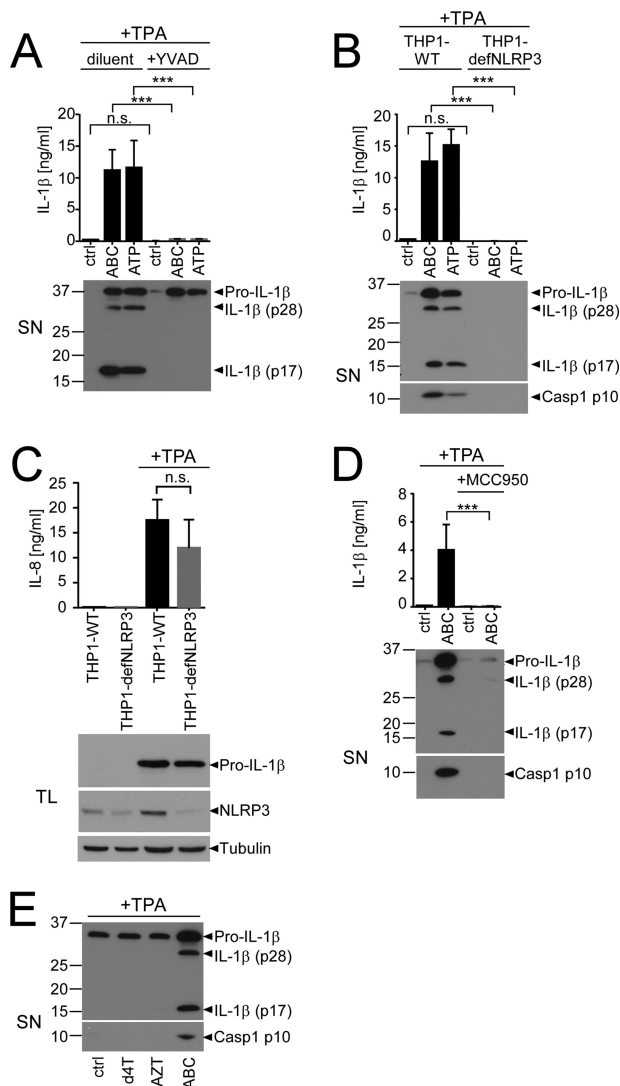 A
+TPA
diluent +YVAD
***
***
n.s.
IL-1β [ng/ml]
20
15
10
5
0
ctrl ABC ATP ctrl ABC ATP
SN
37
25
20
15
Pro-IL-1β
IL-1β (p28)
IL-1β (p17)
B
+TPA
THP1-WT THP1-defNLRP3
***
***
n.s.
IL-1β [ng/ml]
20
15
10
5
0
ctrl ABC ATP ctrl ABC ATP
SN
37
25
20
15
10
Pro-IL-1β
IL-1β (p28)
IL-1β (p17)
Casp1 p10
C
+TPA
n.s.
IL-8 [ng/ml]
30
25
20
15
10
5
0
THP1-WT THP1-defNLRP3 THP1-WT THP1-defNLRP3
TL
Pro-IL-1β
NLRP3
Tubulin
D
+TPA
+MCC950
***
IL-1β [ng/ml]
8
6
4
2
0
ctrl ABC ctrl ABC
SN
37
25
20
15
10
Pro-IL-1β
IL-1β (p28)
IL-1β (p17)
Casp1 p10
E
+TPA
SN
37
25
20
15
10
Pro-IL-1β
IL-1β (p28)
IL-1β (p17)
Casp1 p10
ctrl d4T AZT ABC